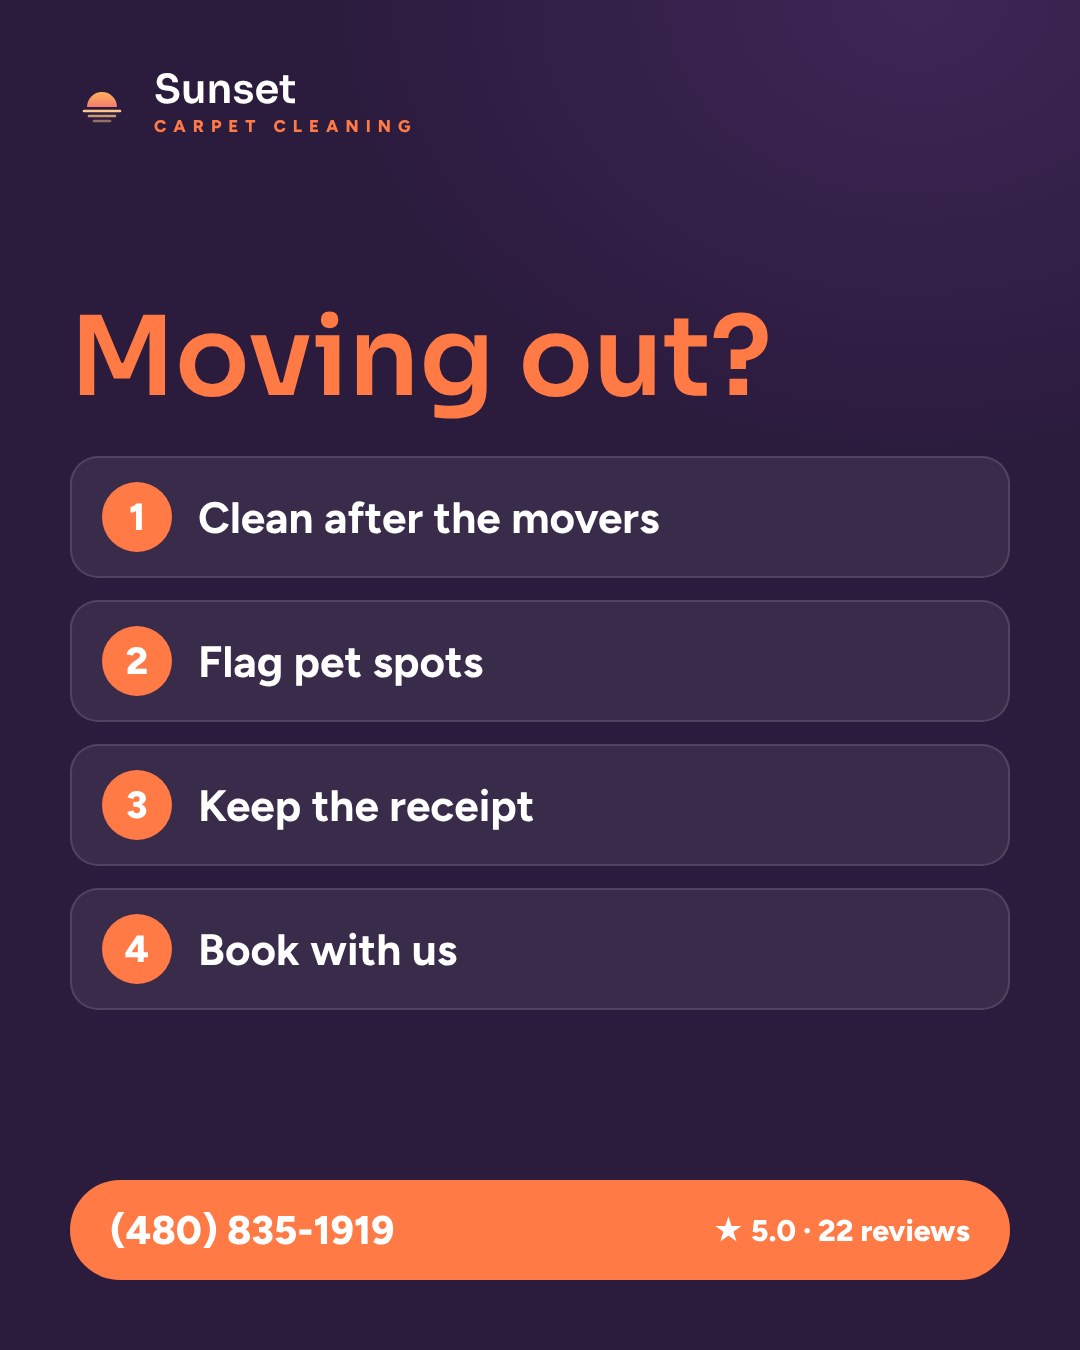 Sunset
CARPET CLEANING
Moving out?
1 Clean after the movers
2 Flag pet spots
3 Keep the receipt
4 Book with us
(480) 835-1919 ★ 5.0 · 22 reviews